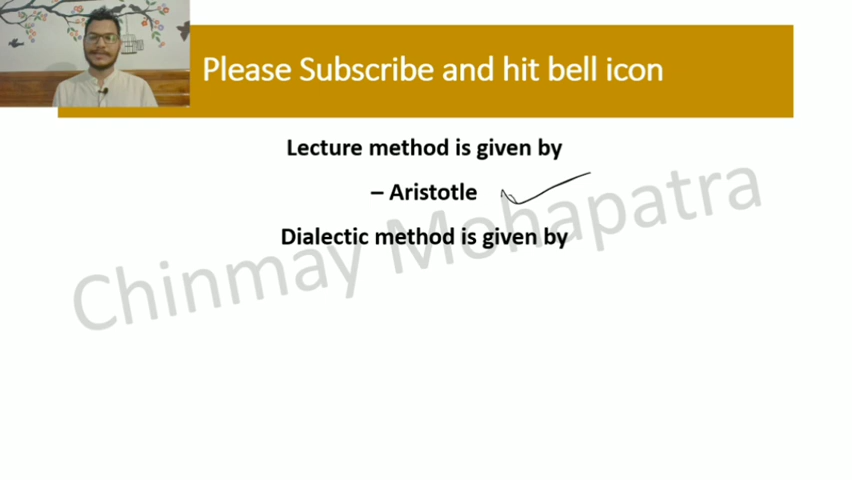 Please Subscribe and hit bell icon
Lecture method is given by
– Aristotle
Dialectic method is given by
Chinmay Mohapatra